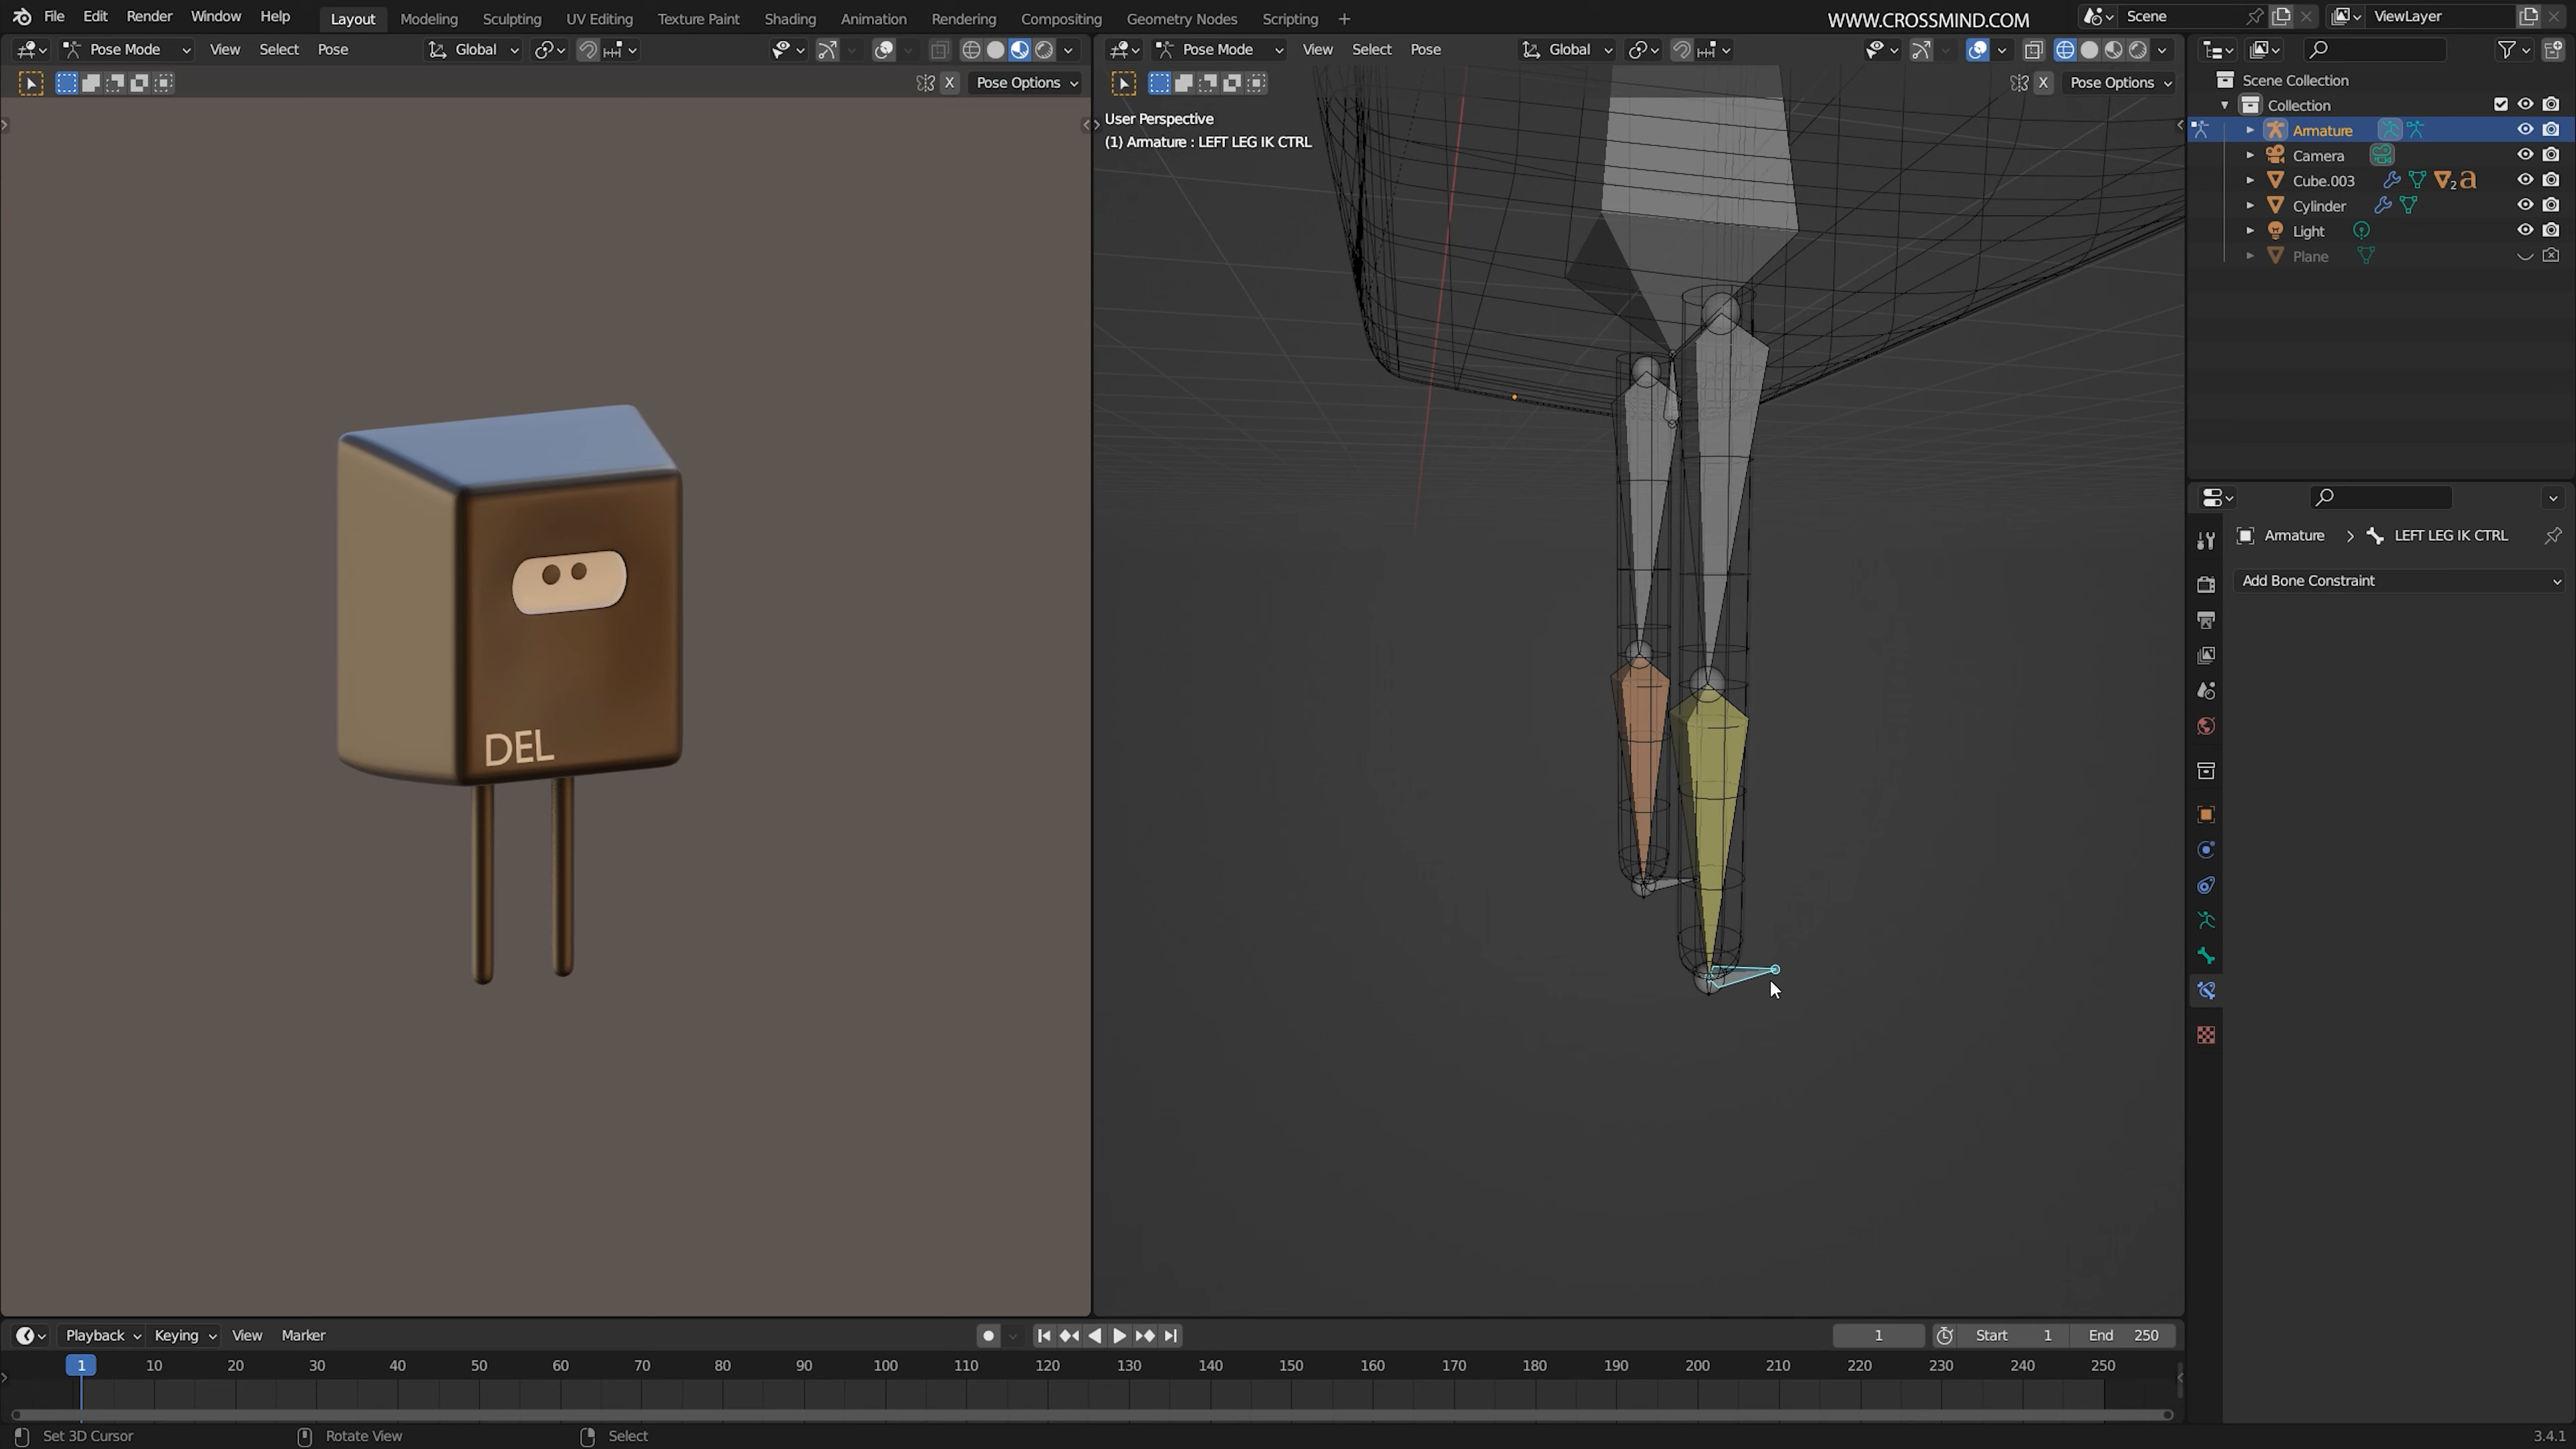 File Edit Render Window Help Layout Modeling Sculpting UV Editing Texture Paint Shading Animation Rendering Compositing Geometry Nodes Scripting + WWW.CROSSMIND.COM Scene ViewLayer
Pose Mode View Select Pose Global
Pose Mode View Select Pose Global
X Pose Options
X Pose Options
User Perspective
(1) Armature : LEFT LEG IK CTRL
Scene Collection
Collection
Armature
Camera
Cube.003 2 a
Cylinder
Light
Plane
Armature > LEFT LEG IK CTRL
Add Bone Constraint
DEL
Playback Keying View Marker 1 Start 1 End 250
1 10 20 30 40 50 60 70 80 90 100 110 120 130 140 150 160 170 180 190 200 210 220 230 240 250
Set 3D Cursor Rotate View Select 3.4.1